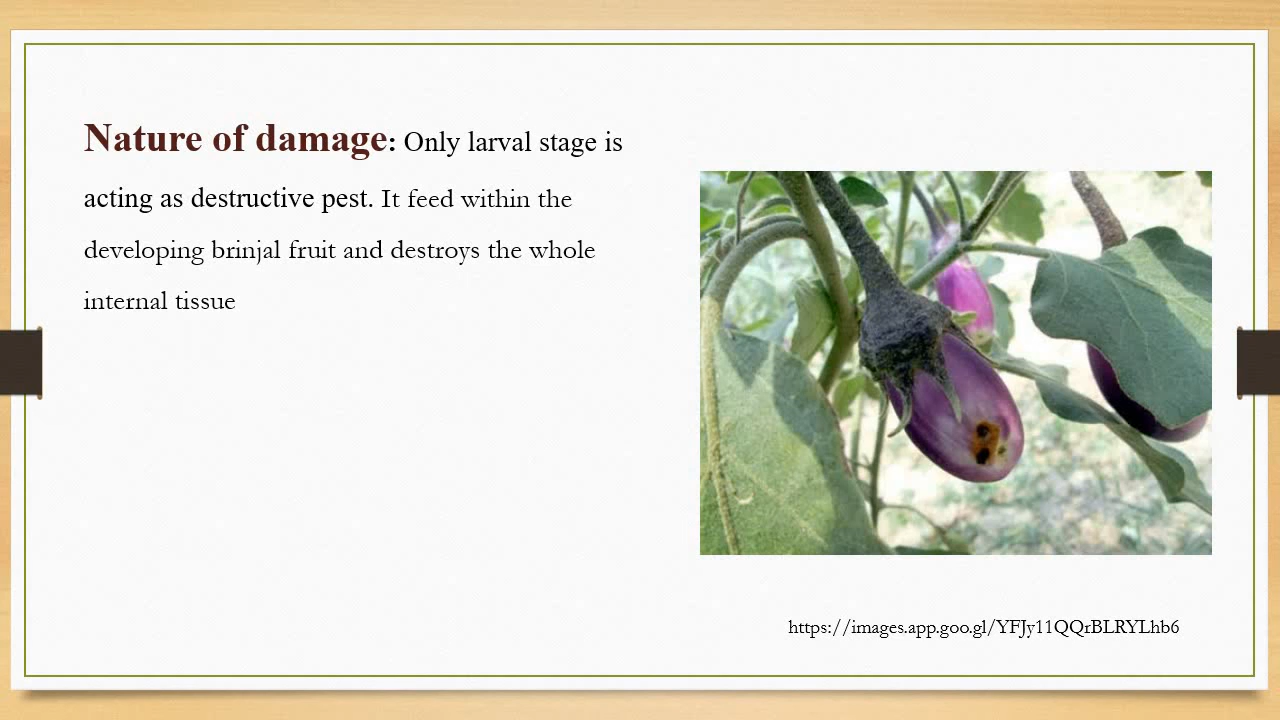 Nature of damage: Only larval stage is
acting as destructive pest. It feed within the
developing brinjal fruit and destroys the whole
internal tissue
https://images.app.goo.gl/YFJy11QQrBLRYLhb6